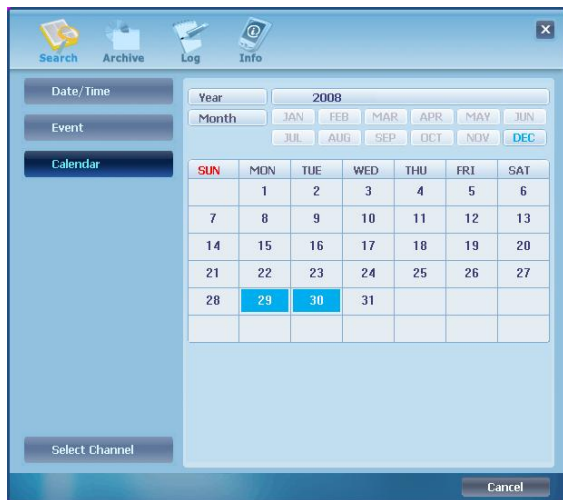 Search Archive Log Info
Date/Time
Event
Calendar
Select Channel
Year 2008
Month JAN FEB MAR APR MAY JUN
JUL AUG SEP OCT NOV DEC
SUN MON TUE WED THU FRI SAT
1 2 3 4 5 6
7 8 9 10 11 12 13
14 15 16 17 18 19 20
21 22 23 24 25 26 27
28 29 30 31
Cancel